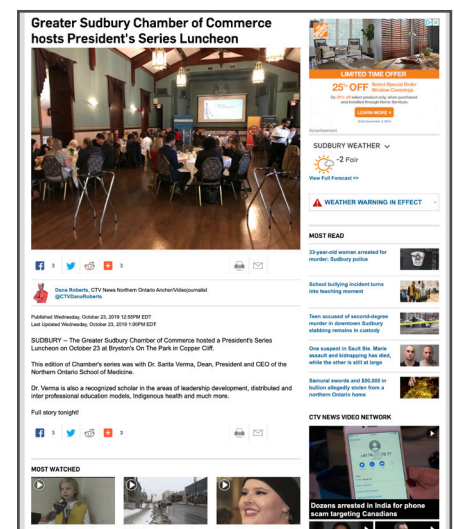 Greater Sudbury Chamber of Commerce
hosts President's Series Luncheon
3
3
Dana Roberts, CTV News Northern Ontario Anchor/Videojournalist
@CTVDanaRoberts
Published Wednesday, October 23, 2019 12:55PM EDT
Last Updated Wednesday, October 23, 2019 1:00PM EDT
SUDBURY -- The Greater Sudbury Chamber of Commerce hosted a President's Series
Luncheon on October 23 at Bryston's On The Park in Copper Cliff.
This edition of Chamber's series was with Dr. Sarita Verma, Dean, President and CEO of the
Northern Ontario School of Medicine.
Dr. Verma is also a recognized scholar in the areas of leadership development, distributed and
inter professional education models, Indigenous health and much more.
Full story tonight!
3
3
MOST WATCHED
LIMITED TIME OFFER
25% OFF Select Special Order
Window Coverings
LEARN MORE
Advertisement
SUDBURY WEATHER
-2 Fair
View Full Forecast >>
WEATHER WARNING IN EFFECT
MOST READ
33-year-old woman arrested for
murder: Sudbury police
School bullying incident turns
into teaching moment
Teen accused of second-degree
murder in downtown Sudbury
stabbing remains in custody
One suspect in Sault Ste. Marie
assault and kidnapping has died,
while the other is still at large
Samurai swords and $50,000 in
bullion allegedly stolen from a
northern Ontario home
CTV NEWS VIDEO NETWORK
Dozens arrested in India for phone
scam targeting Canadians